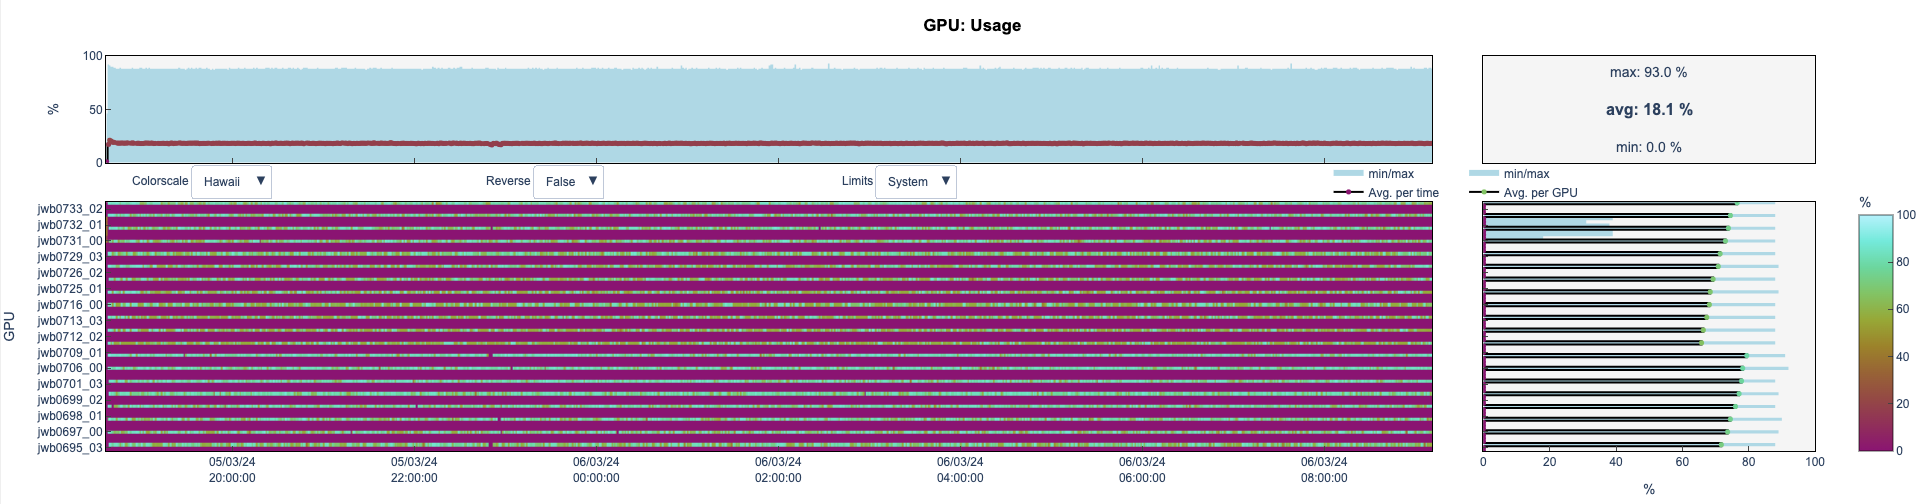 GPU: Usage
100
50
0
%
max: 93.0 %
avg: 18.1 %
min: 0.0 %
Colorscale Hawaii ▼ Reverse False ▼ Limits System ▼
min/max
Avg. per time
min/max
Avg. per GPU
GPU
jwb0733_02
jwb0732_01
jwb0731_00
jwb0729_03
jwb0726_02
jwb0725_01
jwb0716_00
jwb0713_03
jwb0712_02
jwb0709_01
jwb0706_00
jwb0701_03
jwb0699_02
jwb0698_01
jwb0697_00
jwb0695_03
05/03/24 05/03/24 06/03/24 06/03/24 06/03/24 06/03/24 06/03/24
20:00:00 22:00:00 00:00:00 02:00:00 04:00:00 06:00:00 08:00:00
0 20 40 60 80 100
%
%
100
80
60
40
20
0